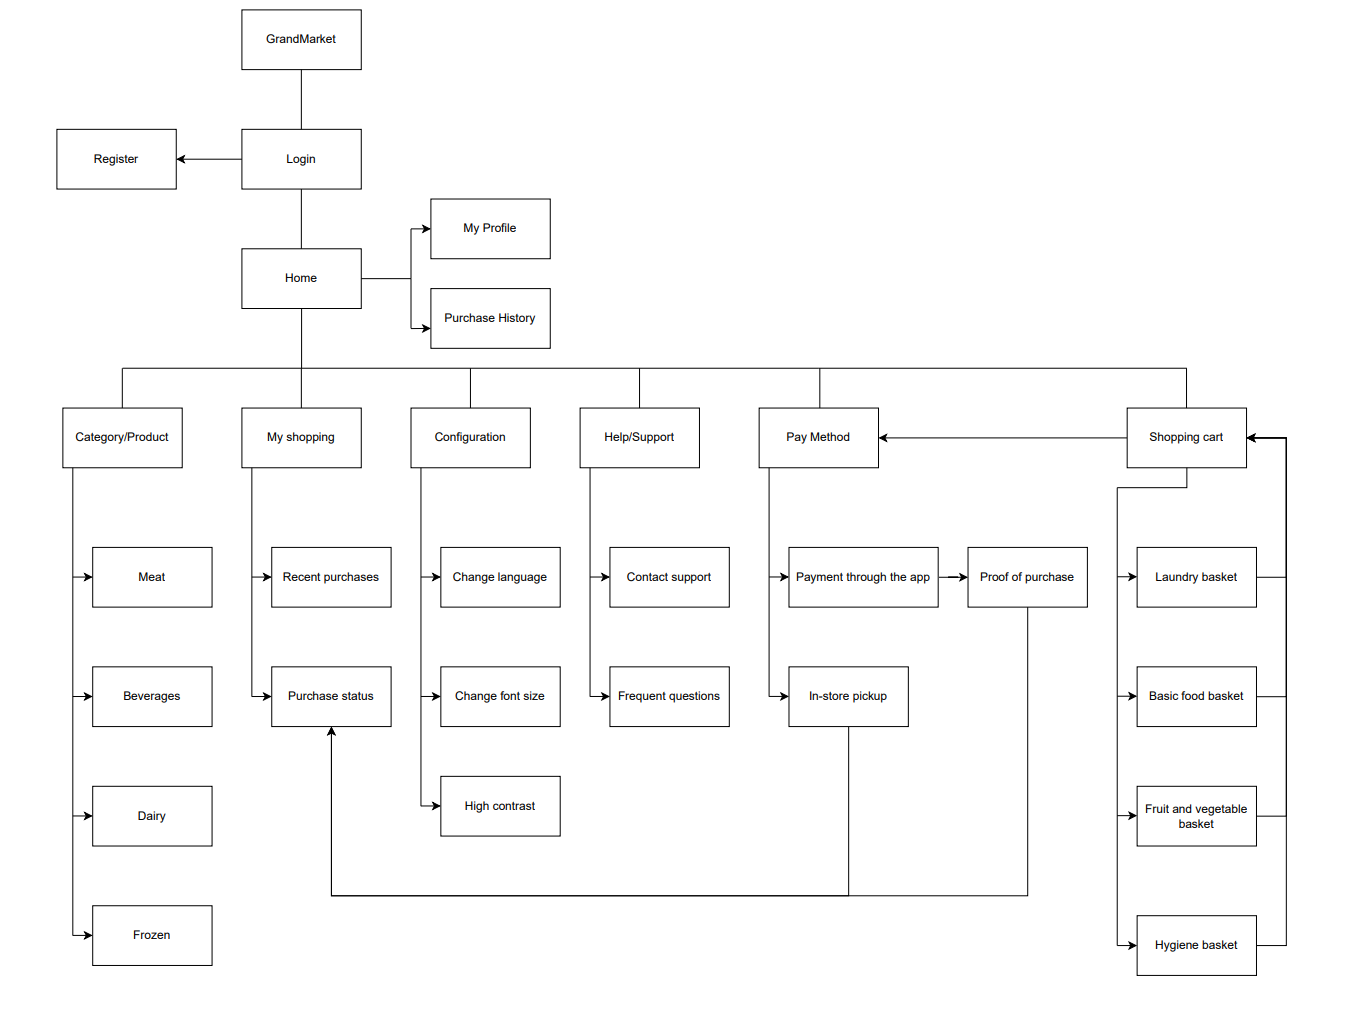 GrandMarket
Register
Login
My Profile
Home
Purchase History
Category/Product
My shopping
Configuration
Help/Support
Pay Method
Shopping cart
Meat
Recent purchases
Change language
Contact support
Payment through the app
Proof of purchase
Laundry basket
Beverages
Purchase status
Change font size
Frequent questions
In-store pickup
Basic food basket
Dairy
High contrast
Fruit and vegetable
basket
Frozen
Hygiene basket